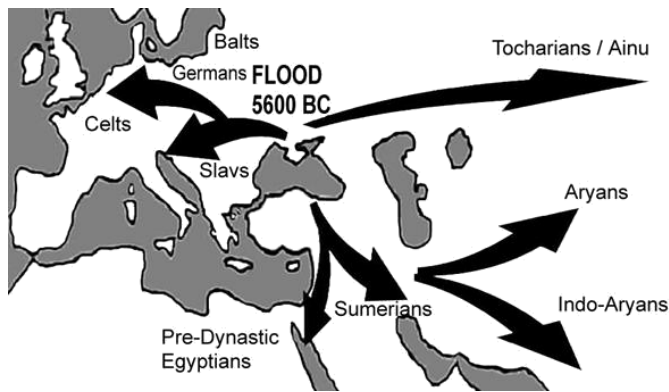 Balts
Tocharians / Ainu
Germans
FLOOD
5600 BC
Celts
Slavs
Aryans
Sumerians
Indo-Aryans
Pre-Dynastic
Egyptians